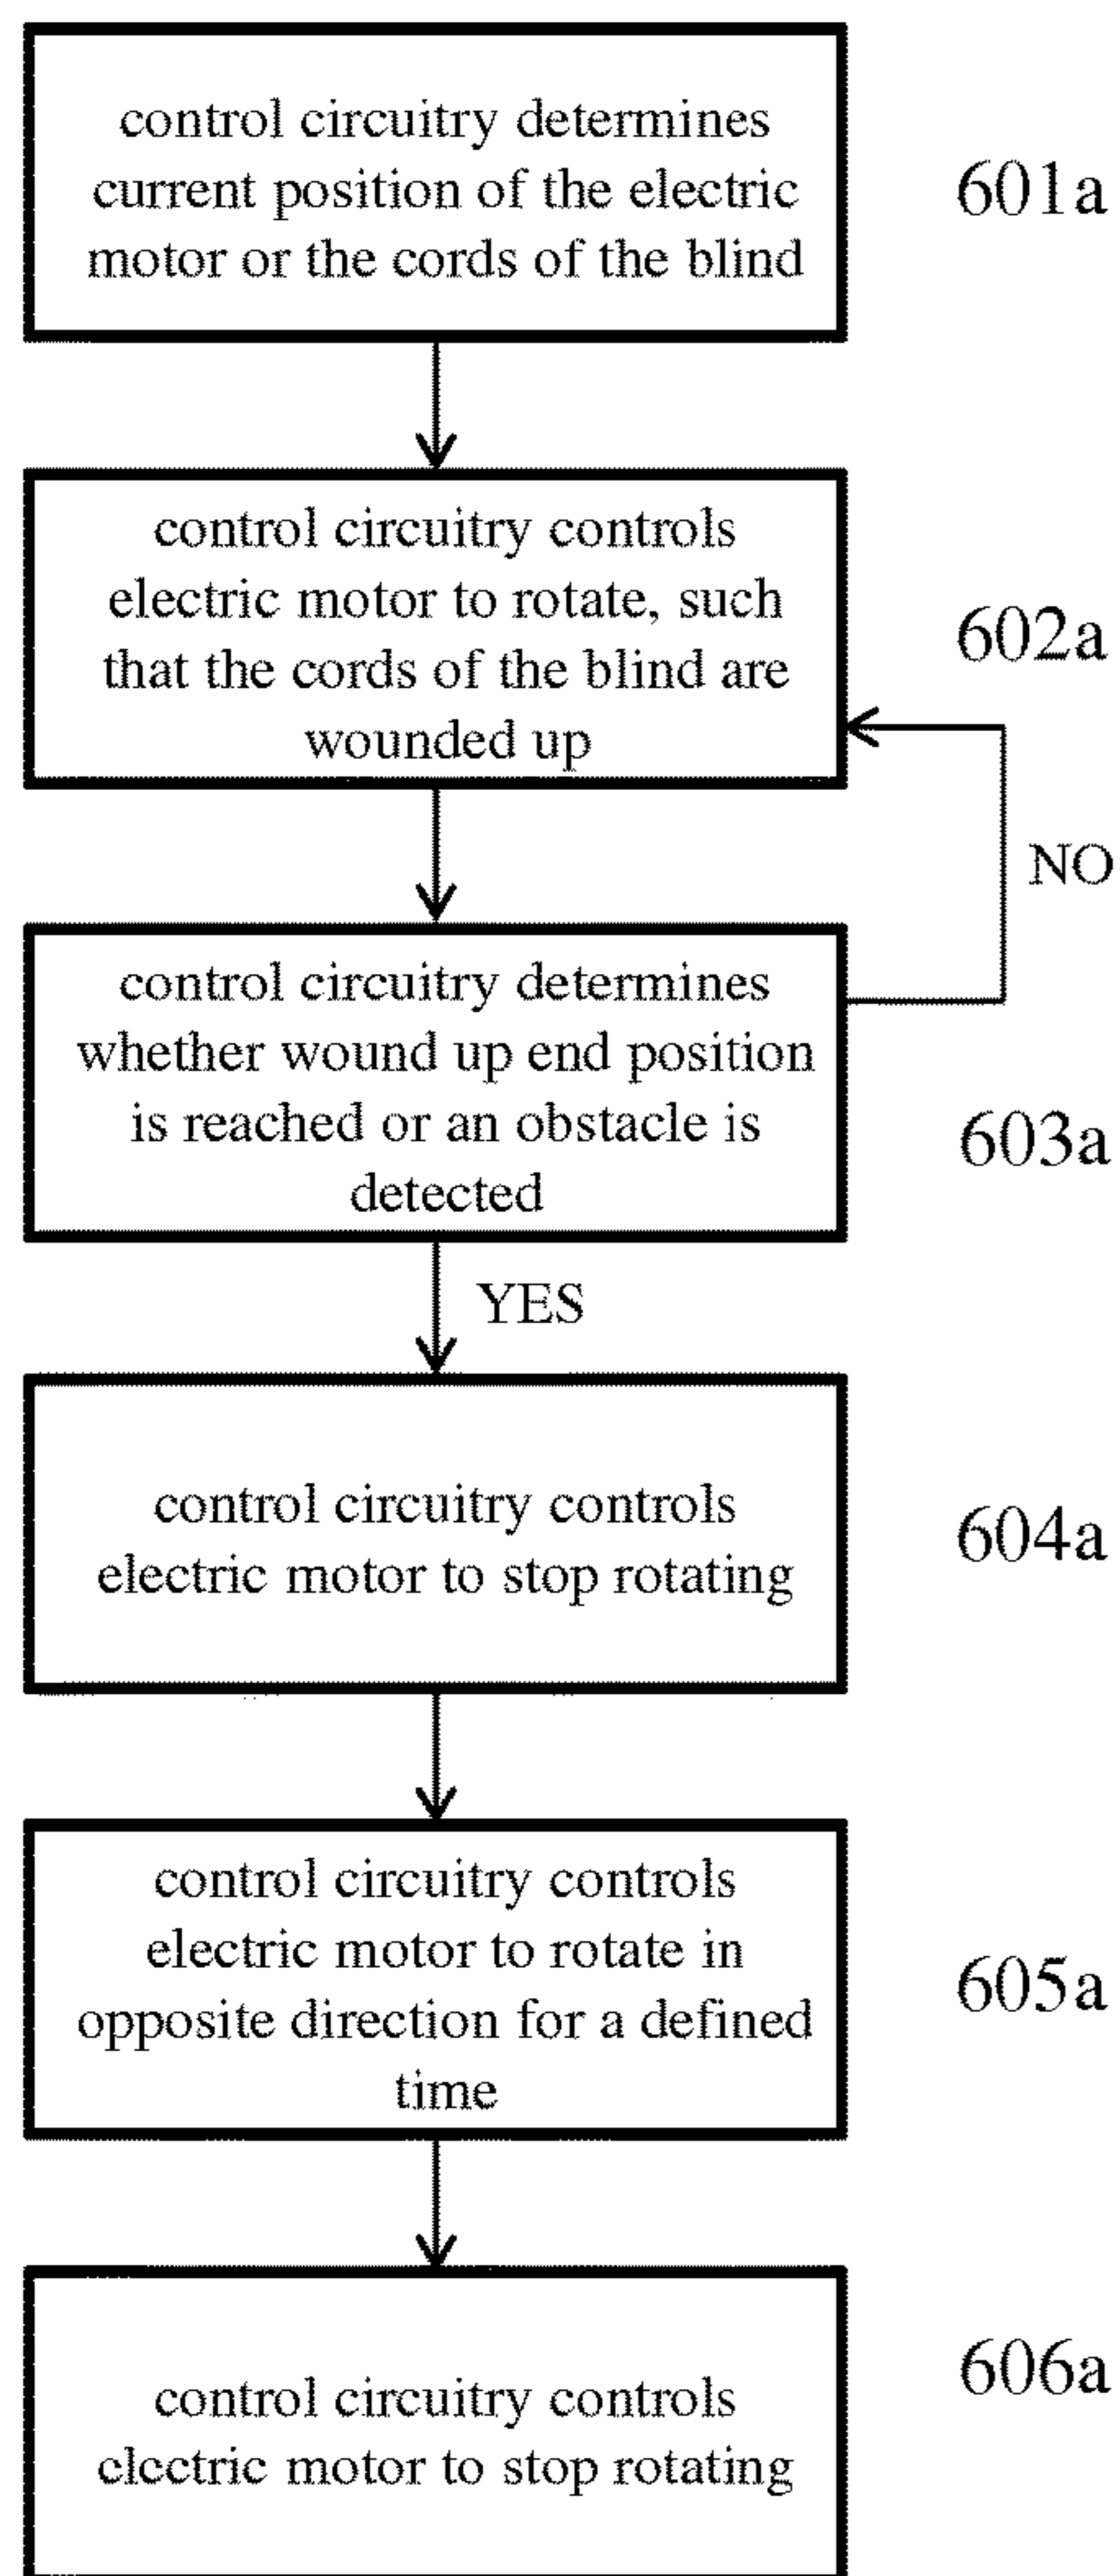 control circuitry determines
current position of the electric
motor or the cords of the blind
601a
control circuitry controls
electric motor to rotate, such
that the cords of the blind are
wounded up
602a
NO
control circuitry determines
whether wound up end position
is reached or an obstacle is
detected
603a
YES
control circuitry controls
electric motor to stop rotating
604a
control circuitry controls
electric motor to rotate in
opposite direction for a defined
time
605a
control circuitry controls
electric motor to stop rotating
606a